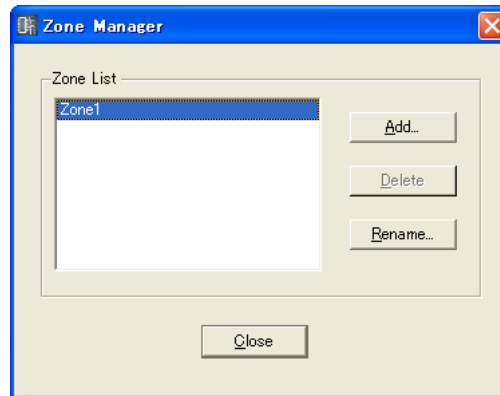 Zone Manager
Zone List
Zone1
Add...
Delete
Rename...
Close